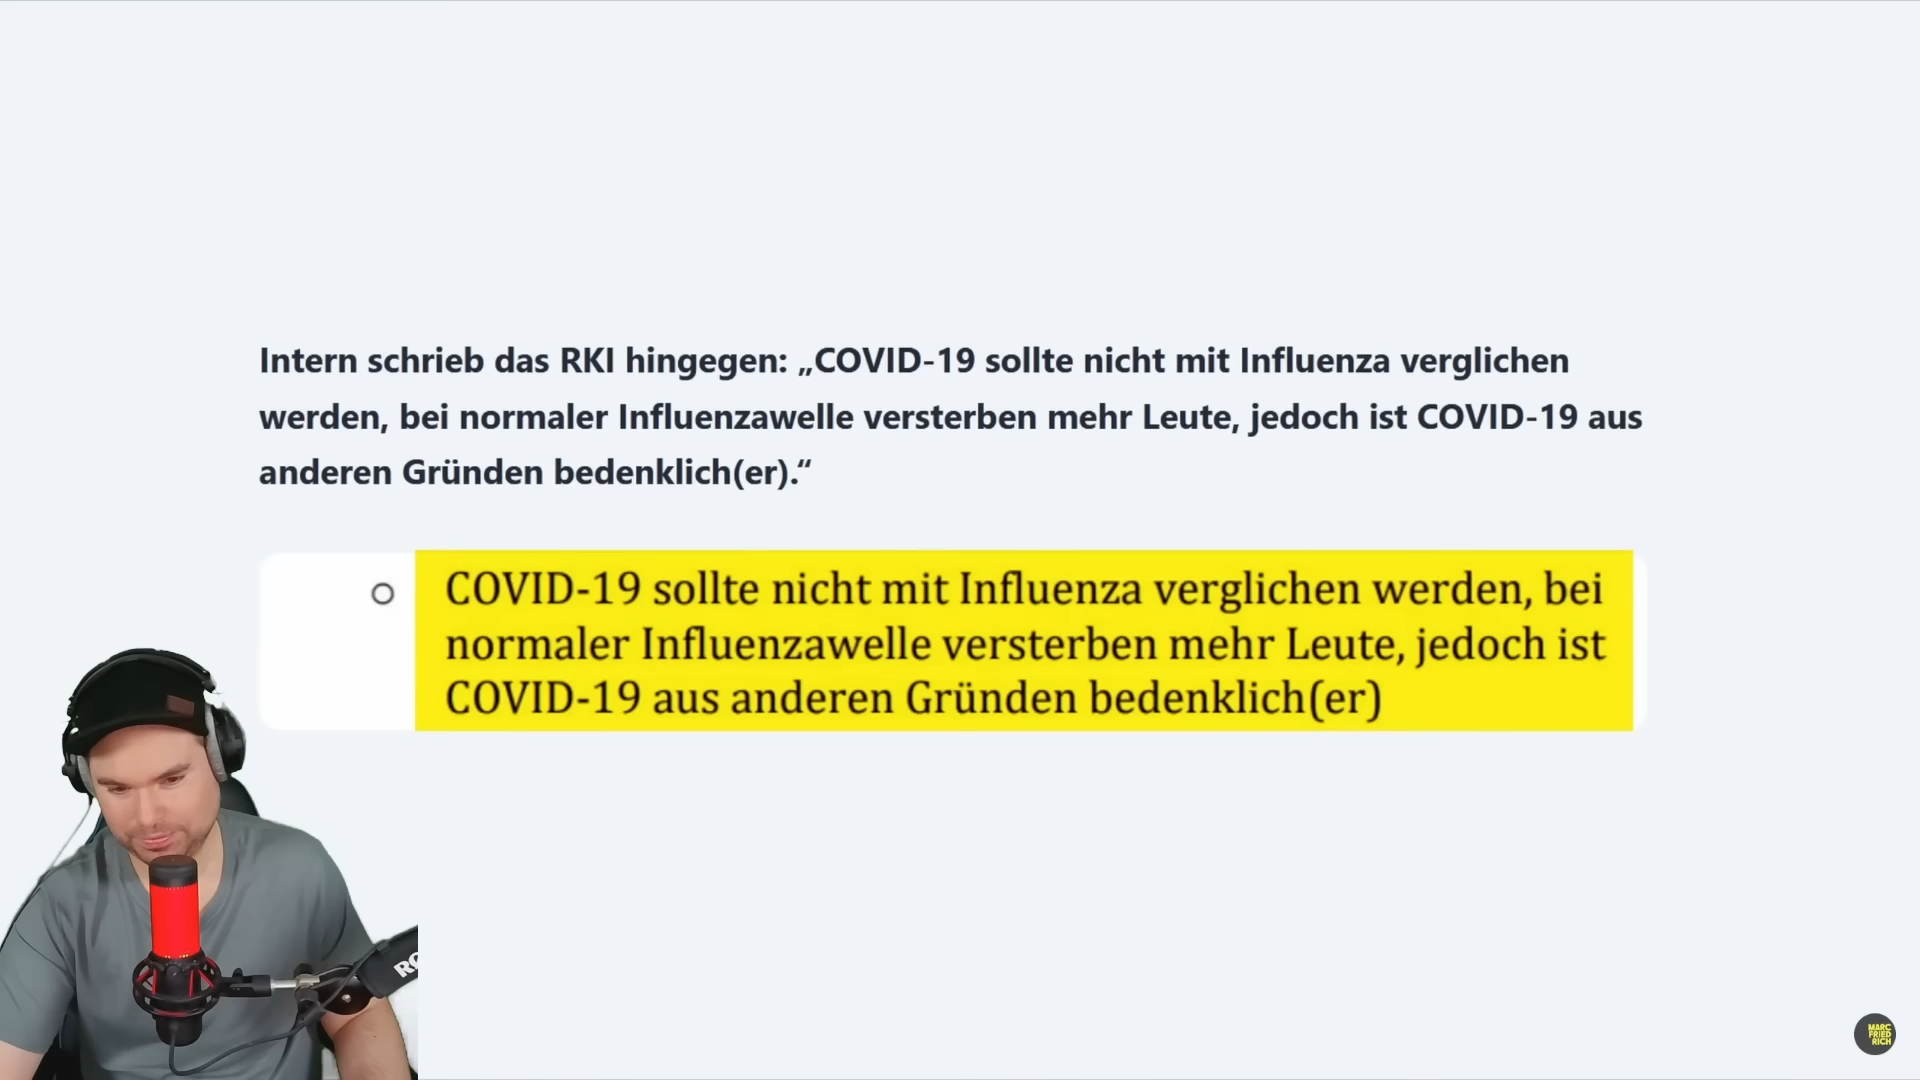 Intern schrieb das RKI hingegen: „COVID-19 sollte nicht mit Influenza verglichen
werden, bei normaler Influenzawelle versterben mehr Leute, jedoch ist COVID-19 aus
anderen Gründen bedenklich(er).“
COVID-19 sollte nicht mit Influenza verglichen werden, bei
normaler Influenzawelle versterben mehr Leute, jedoch ist
COVID-19 aus anderen Gründen bedenklich(er)
MARC
FRIED
RICH